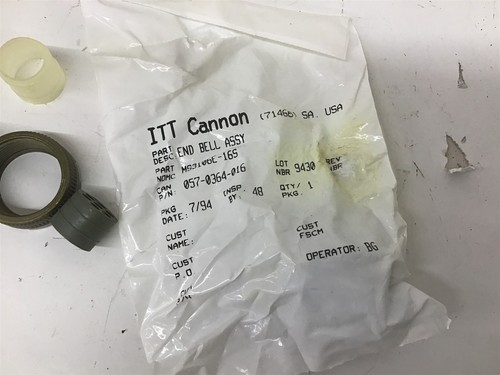 ITT Cannon (71468) SA. USA
PART
DESC END BELL ASSY
PART
NOMC
CAN
P/N: 057-0364-016
LOT
NBR 9430
REV
PKG
DATE: 7/94
INSP.
BY. 48
QTY/
PKG. 1
CUST
NAME:
CUST
FSCM
CUST
P.O
OPERATOR: BG